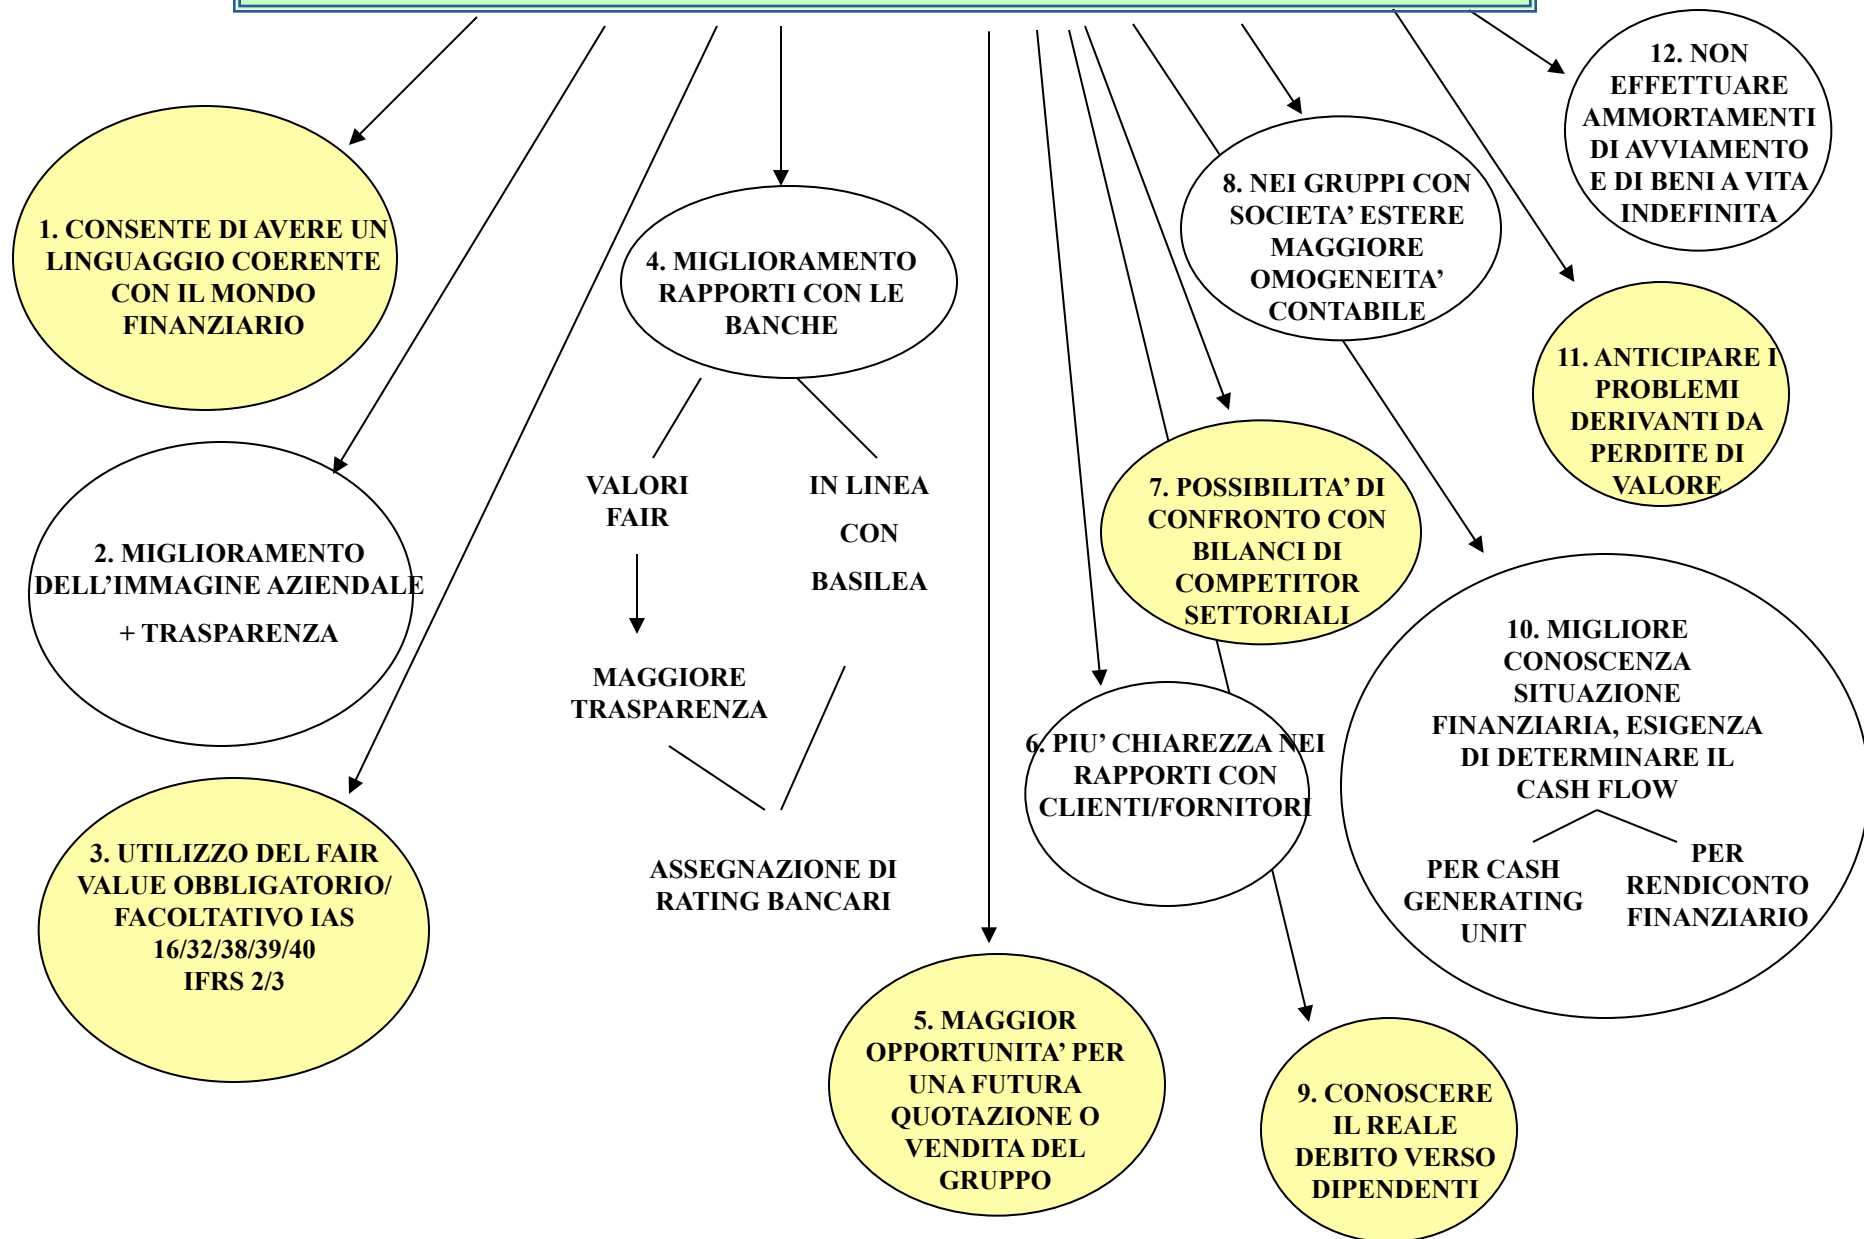 1. CONSENTE DI AVERE UN
LINGUAGGIO COERENTE
CON IL MONDO
FINANZIARIO
2. MIGLIORAMENTO
DELL’IMMAGINE AZIENDALE
+ TRASPARENZA
3. UTILIZZO DEL FAIR
VALUE OBBLIGATORIO/
FACOLTATIVO IAS
16/32/38/39/40
IFRS 2/3
4. MIGLIORAMENTO
RAPPORTI CON LE
BANCHE
VALORI
FAIR
IN LINEA
CON
BASILEA
MAGGIORE
TRASPARENZA
ASSEGNAZIONE DI
RATING BANCARI
5. MAGGIOR
OPPORTUNITA’ PER
UNA FUTURA
QUOTAZIONE O
VENDITA DEL
GRUPPO
6. PIU’ CHIAREZZA NEI
RAPPORTI CON
CLIENTI/FORNITORI
7. POSSIBILITA’ DI
CONFRONTO CON
BILANCI DI
COMPETITOR
SETTORIALI
8. NEI GRUPPI CON
SOCIETA’ ESTERE
MAGGIORE
OMOGENEITA’
CONTABILE
9. CONOSCERE
IL REALE
DEBITO VERSO
DIPENDENTI
10. MIGLIORE
CONOSCENZA
SITUAZIONE
FINANZIARIA, ESIGENZA
DI DETERMINARE IL
CASH FLOW
PER CASH
GENERATING
UNIT
PER
RENDICONTO
FINANZIARIO
11. ANTICIPARE I
PROBLEMI
DERIVANTI DA
PERDITE DI
VALORE
12. NON
EFFETTUARE
AMMORTAMENTI
DI AVVIAMENTO
E DI BENI A VITA
INDEFINITA